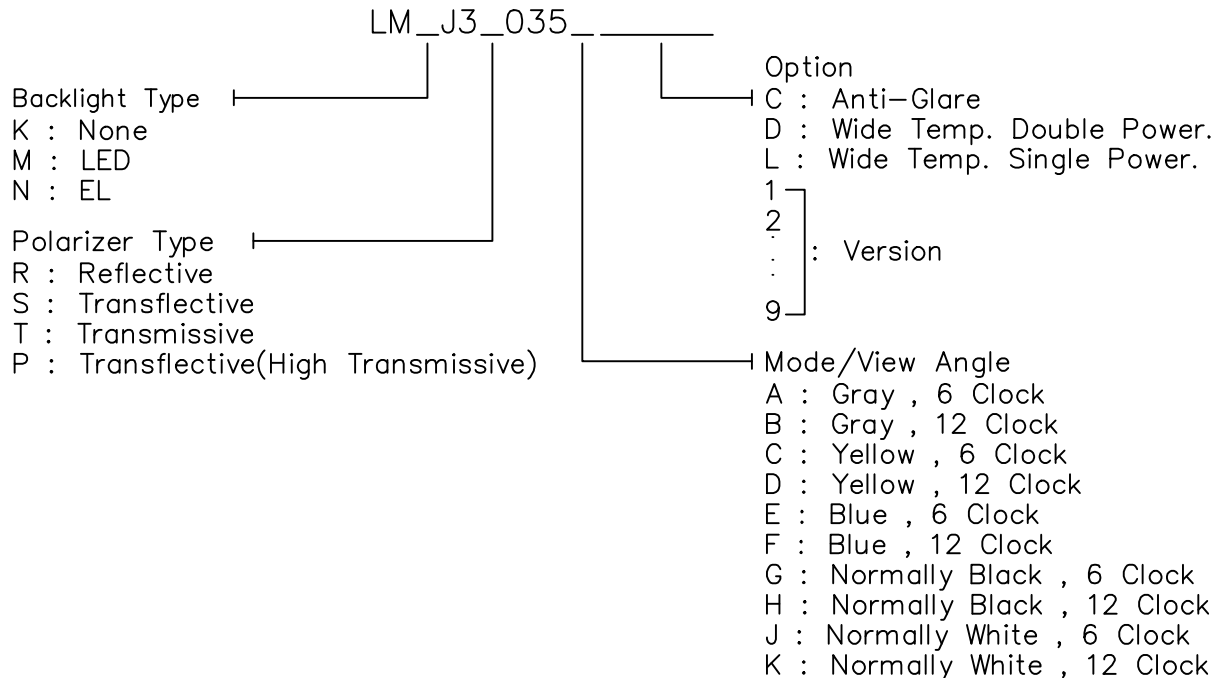 LM_J3_035_ _____
Backlight Type
K : None
M : LED
N : EL
Polarizer Type
R : Reflective
S : Transflective
T : Transmissive
P : Transflective(High Transmissive)
Option
C : Anti-Glare
D : Wide Temp. Double Power.
L : Wide Temp. Single Power.
1
2
.
.
.
9
: Version
Mode/View Angle
A : Gray , 6 Clock
B : Gray , 12 Clock
C : Yellow , 6 Clock
D : Yellow , 12 Clock
E : Blue , 6 Clock
F : Blue , 12 Clock
G : Normally Black , 6 Clock
H : Normally Black , 12 Clock
J : Normally White , 6 Clock
K : Normally White , 12 Clock